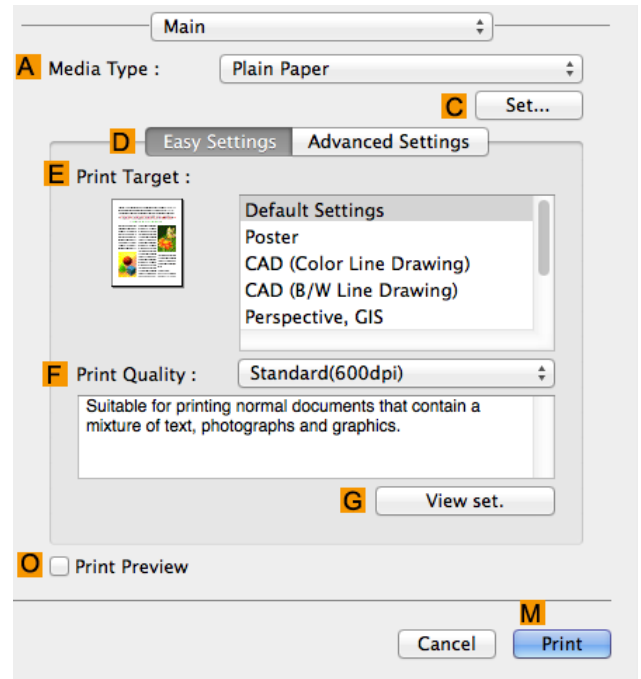 Main
A Media Type : Plain Paper
C Set...
D Easy Settings Advanced Settings
E Print Target :
Default Settings
Poster
CAD (Color Line Drawing)
CAD (B/W Line Drawing)
Perspective, GIS
F Print Quality : Standard(600dpi)
Suitable for printing normal documents that contain a
mixture of text, photographs and graphics.
G View set.
O Print Preview
M
Cancel Print